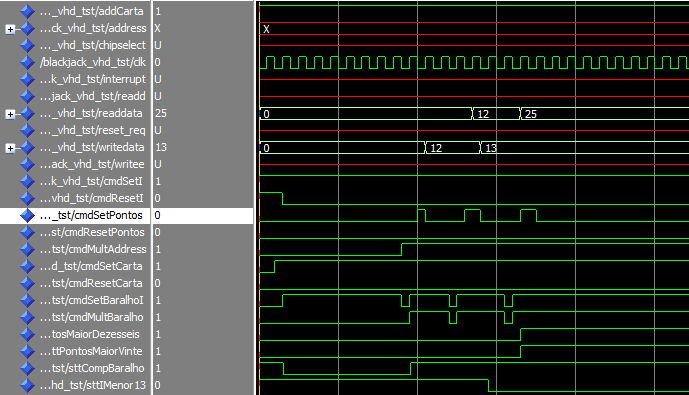 ..._vhd_tst/addCarta 1
...ck_vhd_tst/address X X
..._vhd_tst/chipselect U
/blackjack_vhd_tst/clk 0
...k_vhd_tst/interrupt U
...jack_vhd_tst/readd U
..._vhd_tst/readdata 25 0 12 25
..._vhd_tst/reset_req U
..._vhd_tst/writedata 13 0 12 13
...ack_vhd_tst/writee U
...k_vhd_tst/cmdSetI 1
...vhd_tst/cmdResetI 0
..._tst/cmdSetPontos 0
...st/cmdResetPontos 0
...tst/cmdMultAddress 1
...d_tst/cmdSetCarta 1
...tst/cmdResetCarta 0
...tst/cmdSetBaralhoI 1
...tst/cmdMultBaralho 1
...tosMaiorDezesseis 1
...ttPontosMaiorVinte 1
...tst/sttCompBaralho 1
...hd_tst/sttIMenor13 0